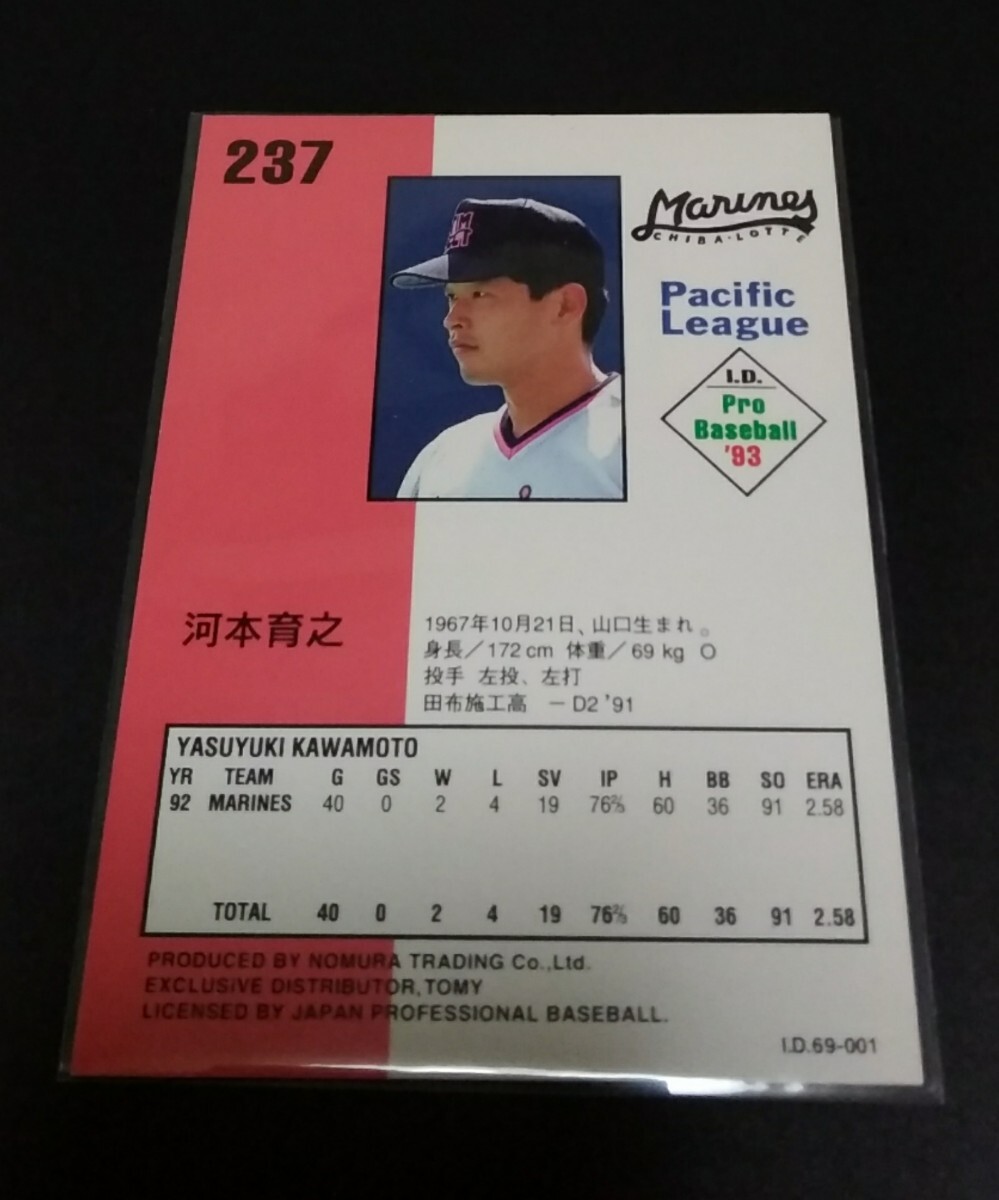 237
Marines
CHIBA·LOTTE
Pacific
League
I.D.
Pro
Baseball
'93
河本育之
1967年10月21日、山口生まれ。
身長/172cm 体重/69kg O
投手 左投、左打
田布施工高 －D2'91
YASUYUKI KAWAMOTO
YR TEAM G GS W L SV IP H BB SO ERA
92 MARINES 40 0 2 4 19 76⅔ 60 36 91 2.58
TOTAL 40 0 2 4 19 76⅔ 60 36 91 2.58
PRODUCED BY NOMURA TRADING Co.,Ltd.
EXCLUSIVE DISTRIBUTOR,TOMY
LICENSED BY JAPAN PROFESSIONAL BASEBALL.
I.D.69-001